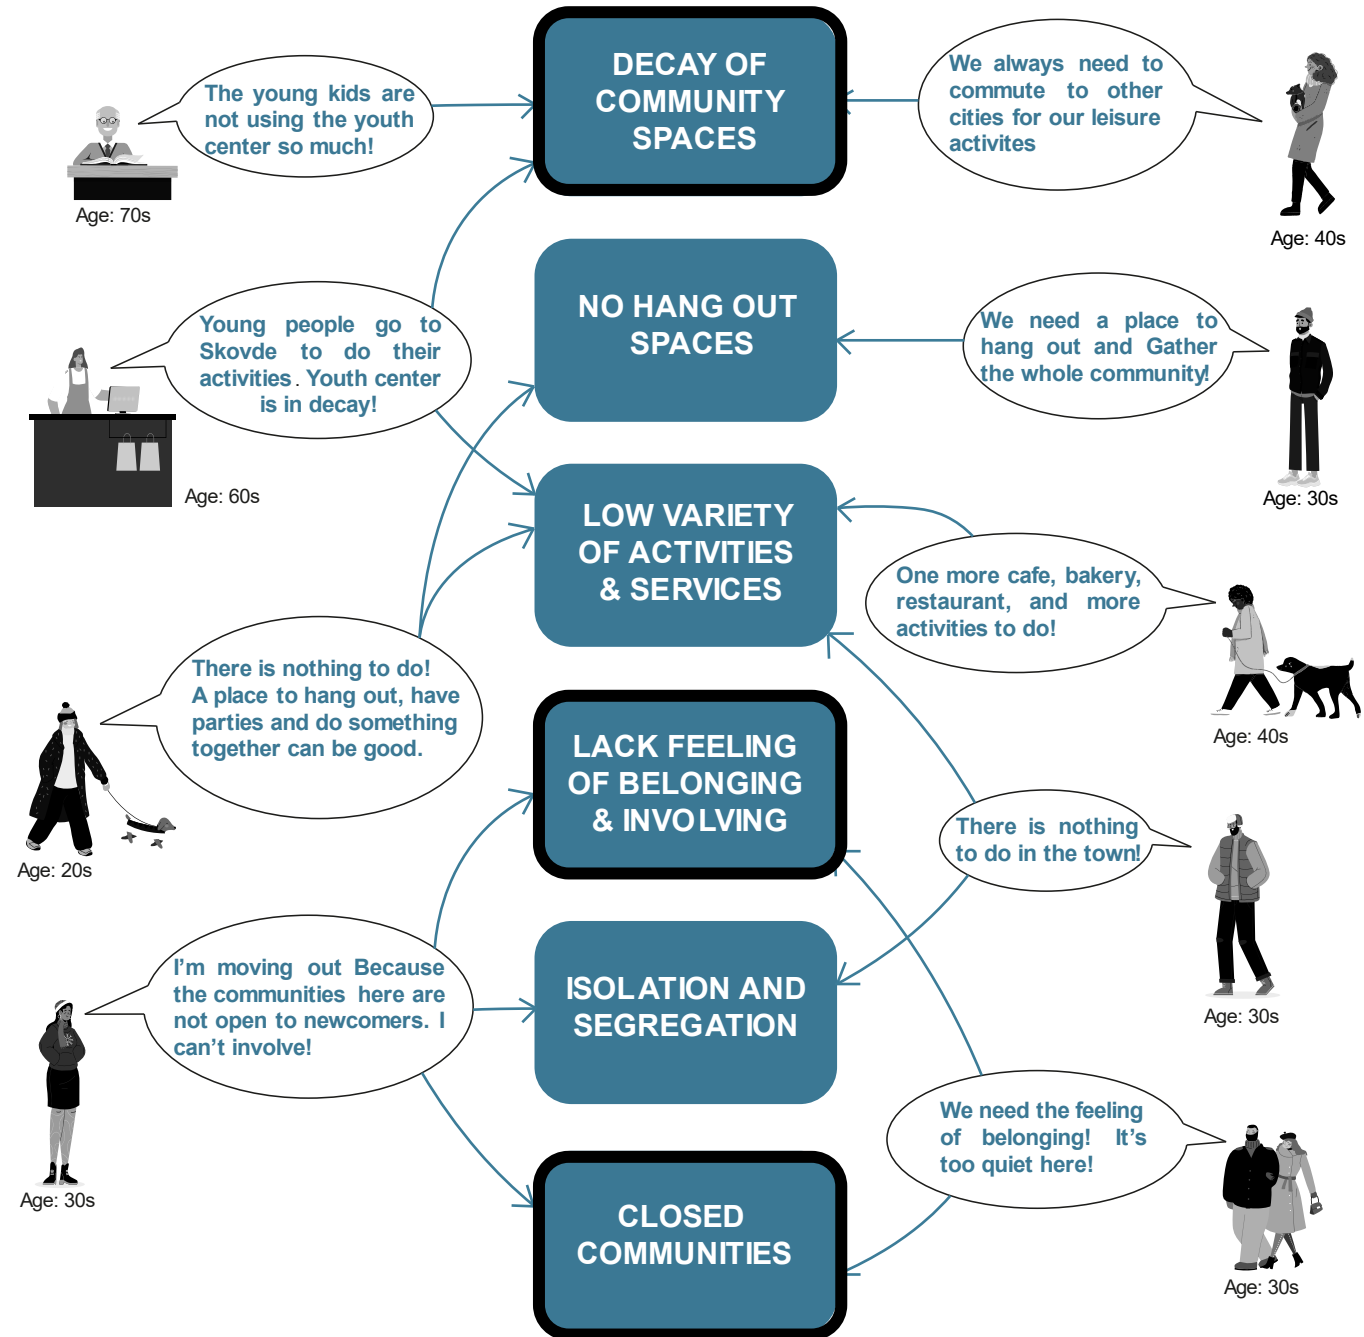 DECAY OF
COMMUNITY
SPACES
The young kids are
not using the youth
center so much!
Age: 70s
We always need to
commute to other
cities for our leisure
activites
Age: 40s
NO HANG OUT
SPACES
Young people go to
Skovde to do their
activities. Youth center
is in decay!
Age: 60s
We need a place to
hang out and Gather
the whole community!
Age: 30s
LOW VARIETY
OF ACTIVITIES
& SERVICES
One more cafe, bakery,
restaurant, and more
activities to do!
Age: 40s
There is nothing to do!
A place to hang out, have
parties and do something
together can be good.
Age: 20s
LACK FEELING
OF BELONGING
& INVOLVING
There is nothing
to do in the town!
Age: 30s
I'm moving out Because
the communities here are
not open to newcomers. I
can't involve!
Age: 30s
ISOLATION AND
SEGREGATION
We need the feeling
of belonging! It's
too quiet here!
Age: 30s
CLOSED
COMMUNITIES